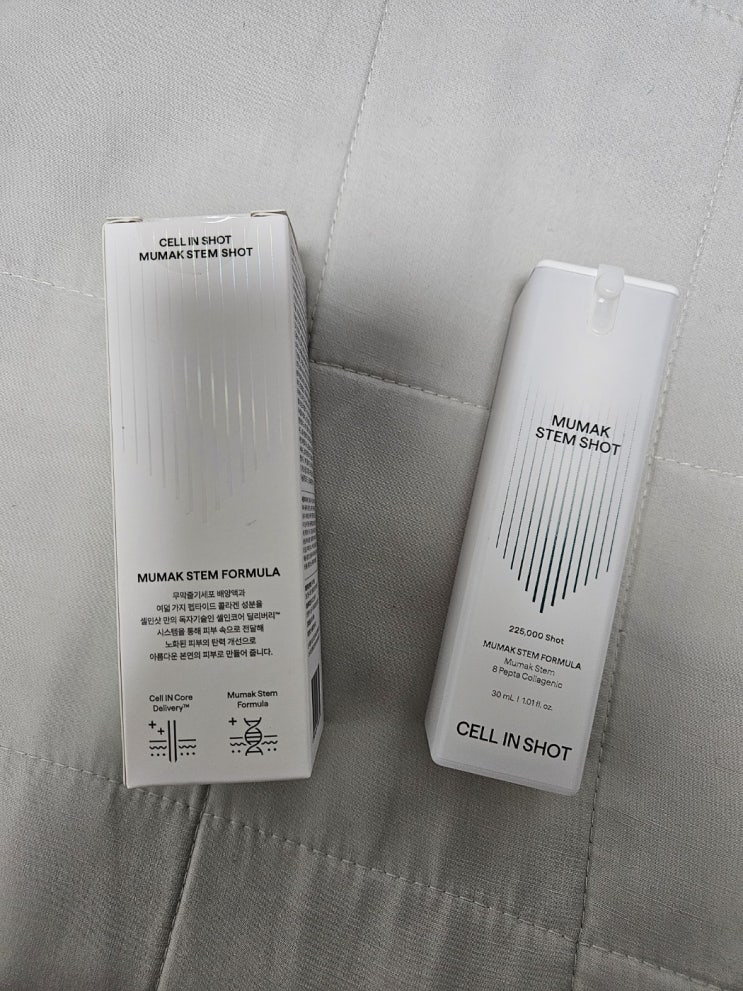 CELL IN SHOT
MUMAK STEM SHOT
MUMAK STEM FORMULA
무막줄기세포 배양액과
여덟 가지 펩타이드 콜라겐 성분을
셀인샷 만의 독자기술인 셀인코어 딜리버리™
시스템을 통해 피부 속으로 전달해
노화된 피부의 탄력 개선으로
아름다운 본연의 피부로 만들어 줍니다.
Cell IN Core
Delivery™
Mumak Stem
Formula
MUMAK
STEM SHOT
225,000 Shot
MUMAK STEM FORMULA
Mumak Stem
8 Pepta Collagenic
30 mL / 1.01 fl. oz.
CELL IN SHOT